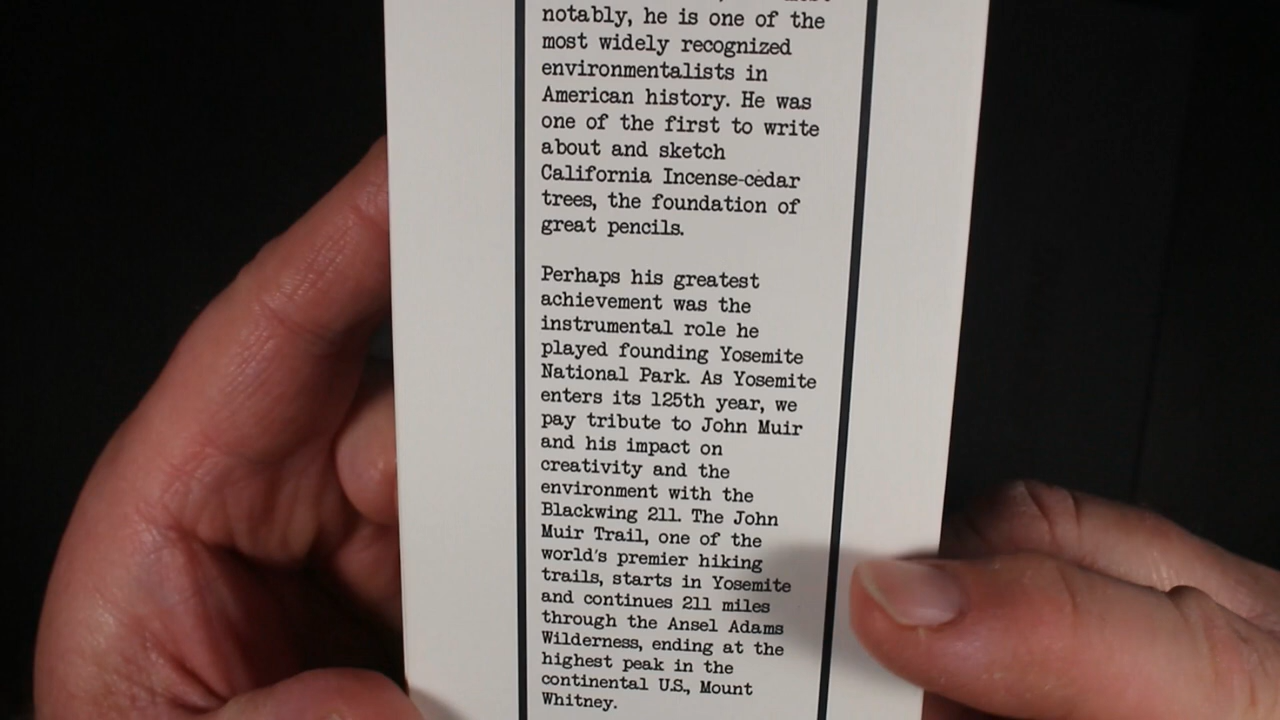 notably, he is one of the
most widely recognized
environmentalists in
American history. He was
one of the first to write
about and sketch
California Incense-cedar
trees, the foundation of
great pencils.
Perhaps his greatest
achievement was the
instrumental role he
played founding Yosemite
National Park. As Yosemite
enters its 125th year, we
pay tribute to John Muir
and his impact on
creativity and the
environment with the
Blackwing 211. The John
Muir Trail, one of the
world's premier hiking
trails, starts in Yosemite
and continues 211 miles
through the Ansel Adams
Wilderness, ending at the
highest peak in the
continental U.S., Mount
Whitney.